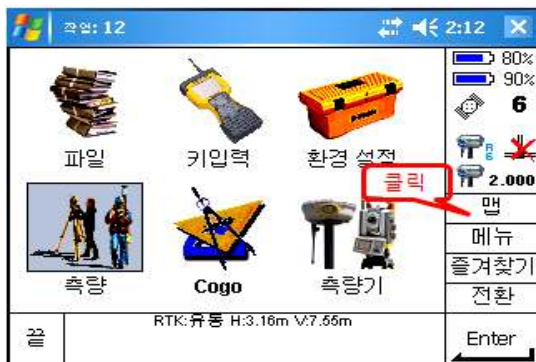 작업: 12
2:12
80%
90%
파일
키입력
환경 설정
6
R
6
클릭
2.000
맵
메뉴
측량
Cogo
측량기
즐겨찾기
전환
끝
RTK:유동 H:3.16m V:7.55m
Enter